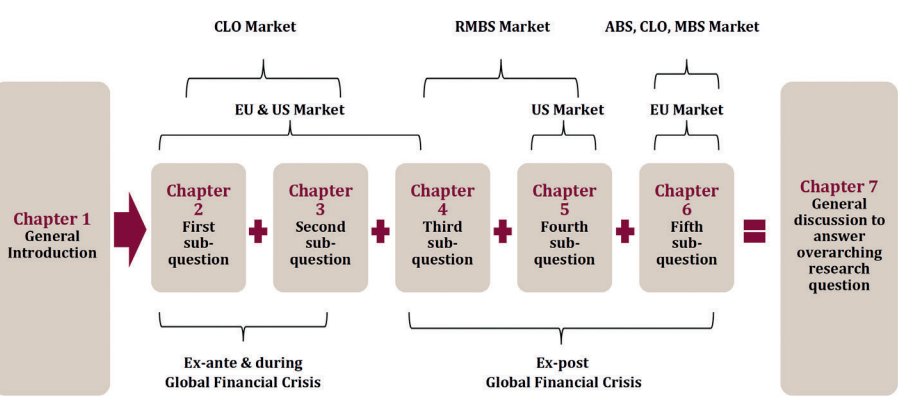 CLO Market
RMBS Market
ABS, CLO, MBS Market
EU & US Market
US Market
EU Market
Chapter 1
General
Introduction
Chapter
2
First
sub-
question
Chapter
3
Second
sub-
question
Chapter
4
Third
sub-
question
Chapter
5
Fourth
sub-
question
Chapter
6
Fifth
sub-
question
Chapter 7
General
discussion to
answer
overarching
research
question
Ex-ante & during
Global Financial Crisis
Ex-post
Global Financial Crisis